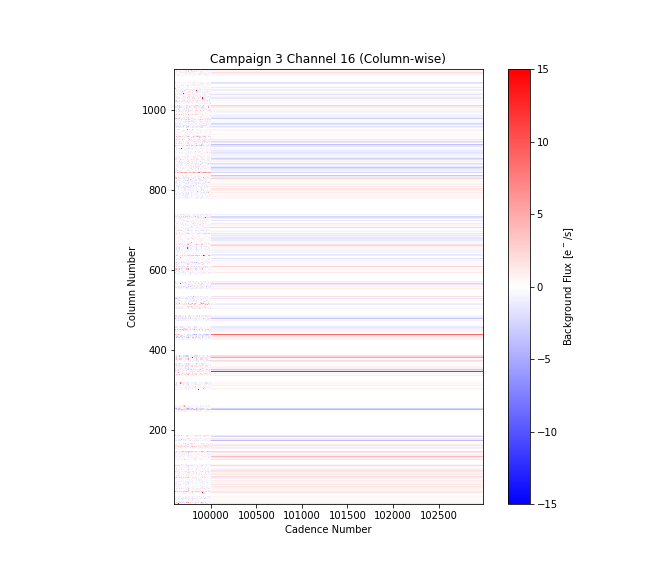 Campaign 3 Channel 16 (Column-wise)
1000
800
600
400
200
Column Number
100000 100500 101000 101500 102000 102500
Cadence Number
15
10
5
0
−5
−10
−15
Background Flux [e⁻/s]